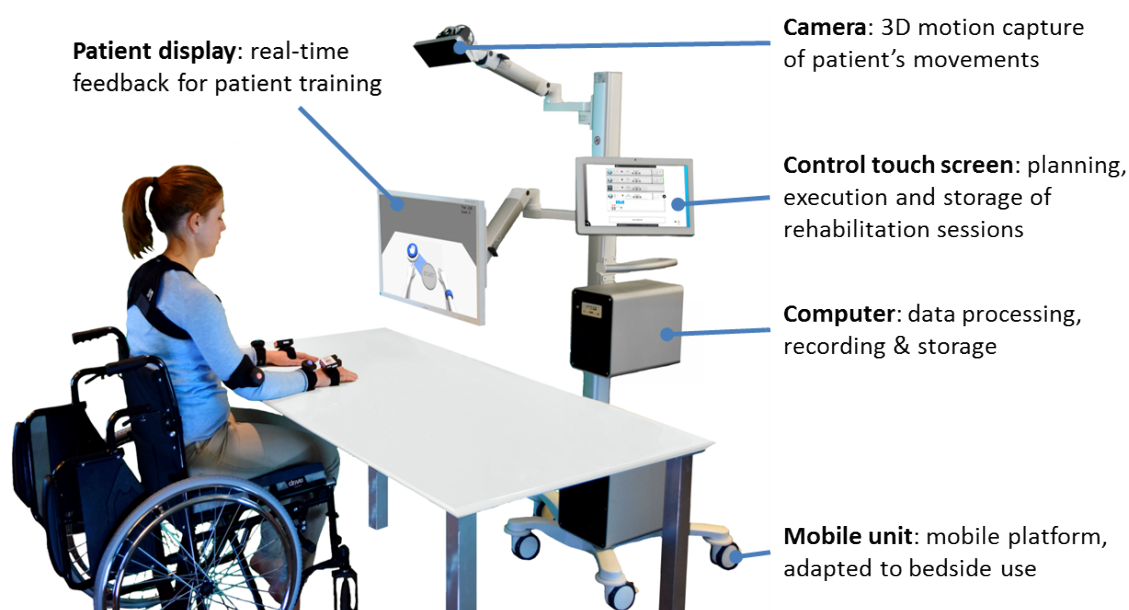 Patient display: real-time
feedback for patient training
Camera: 3D motion capture
of patient's movements
Control touch screen: planning,
execution and storage of
rehabilitation sessions
Computer: data processing,
recording & storage
Mobile unit: mobile platform,
adapted to bedside use
drive